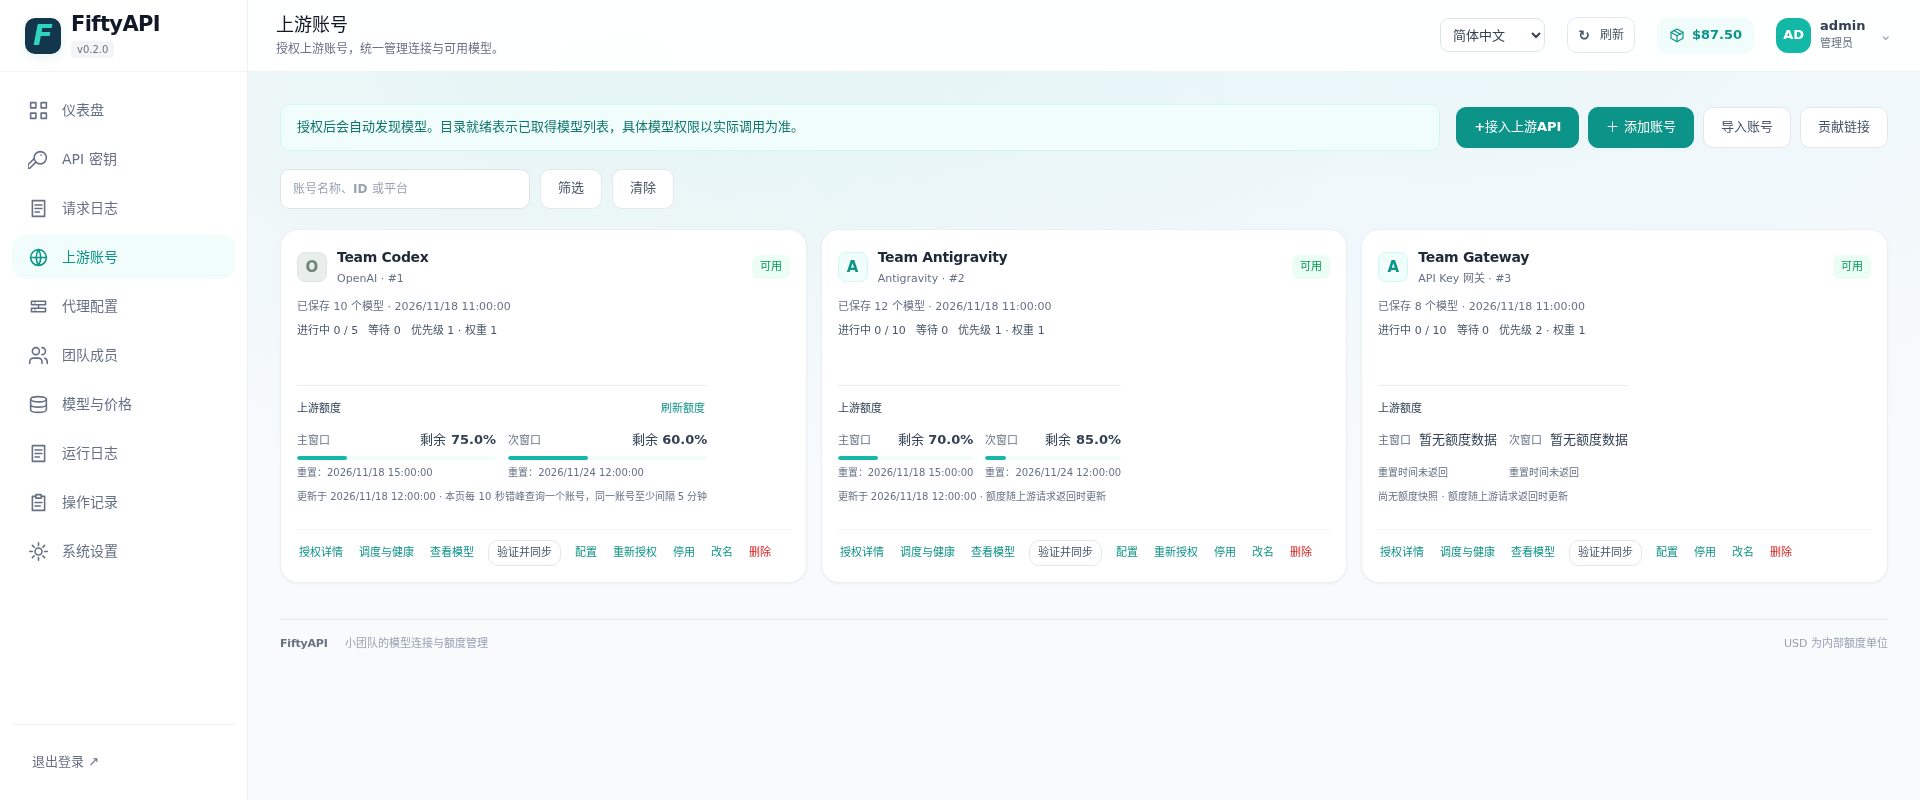 FiftyAPI
v0.2.0
仪表盘
API 密钥
请求日志
上游账号
代理配置
团队成员
模型与价格
运行日志
操作记录
系统设置
退出登录 ↗
上游账号
授权上游账号，统一管理连接与可用模型。
简体中文
↻ 刷新
$87.50
AD
admin
管理员
授权后会自动发现模型。目录就绪表示已取得模型列表，具体模型权限以实际调用为准。
+接入上游API
＋ 添加账号
导入账号
贡献链接
账号名称、ID 或平台
筛选
清除
O
Team Codex
OpenAI · #1
可用
已保存 10 个模型 · 2026/11/18 11:00:00
进行中 0 / 5 等待 0 优先级 1 · 权重 1
上游额度
刷新额度
主窗口 剩余 75.0%
次窗口 剩余 60.0%
重置：2026/11/18 15:00:00
重置：2026/11/24 12:00:00
更新于 2026/11/18 12:00:00 · 本页每 10 秒错峰查询一个账号，同一账号至少间隔 5 分钟
授权详情 调度与健康 查看模型 验证并同步 配置 重新授权 停用 改名 删除
A
Team Antigravity
Antigravity · #2
可用
已保存 12 个模型 · 2026/11/18 11:00:00
进行中 0 / 10 等待 0 优先级 1 · 权重 1
上游额度
主窗口 剩余 70.0%
次窗口 剩余 85.0%
重置：2026/11/18 15:00:00
重置：2026/11/24 12:00:00
更新于 2026/11/18 12:00:00 · 额度随上游请求返回时更新
授权详情 调度与健康 查看模型 验证并同步 配置 重新授权 停用 改名 删除
A
Team Gateway
API Key 网关 · #3
可用
已保存 8 个模型 · 2026/11/18 11:00:00
进行中 0 / 10 等待 0 优先级 2 · 权重 1
上游额度
主窗口 暂无额度数据
次窗口 暂无额度数据
重置时间未返回
重置时间未返回
尚无额度快照 · 额度随上游请求返回时更新
授权详情 调度与健康 查看模型 验证并同步 配置 停用 改名 删除
FiftyAPI 小团队的模型连接与额度管理
USD 为内部额度单位